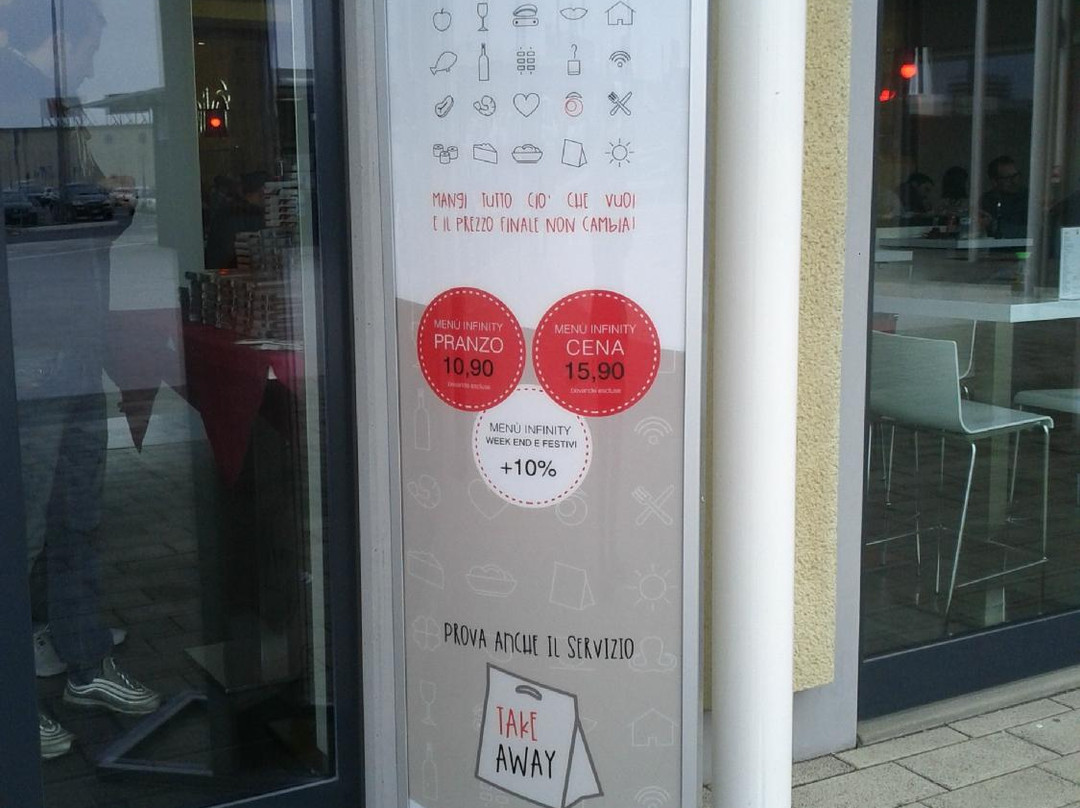 MANGI TUTTO CIO' CHE VUOI
E IL PREZZO FINALE NON CAMBIA!
MENÙ INFINITY
PRANZO
10,90
bevande escluse
MENÙ INFINITY
CENA
15,90
bevande escluse
MENÙ INFINITY
WEEK END E FESTIVI
+10%
PROVA ANCHE IL SERVIZIO
TAKE
AWAY